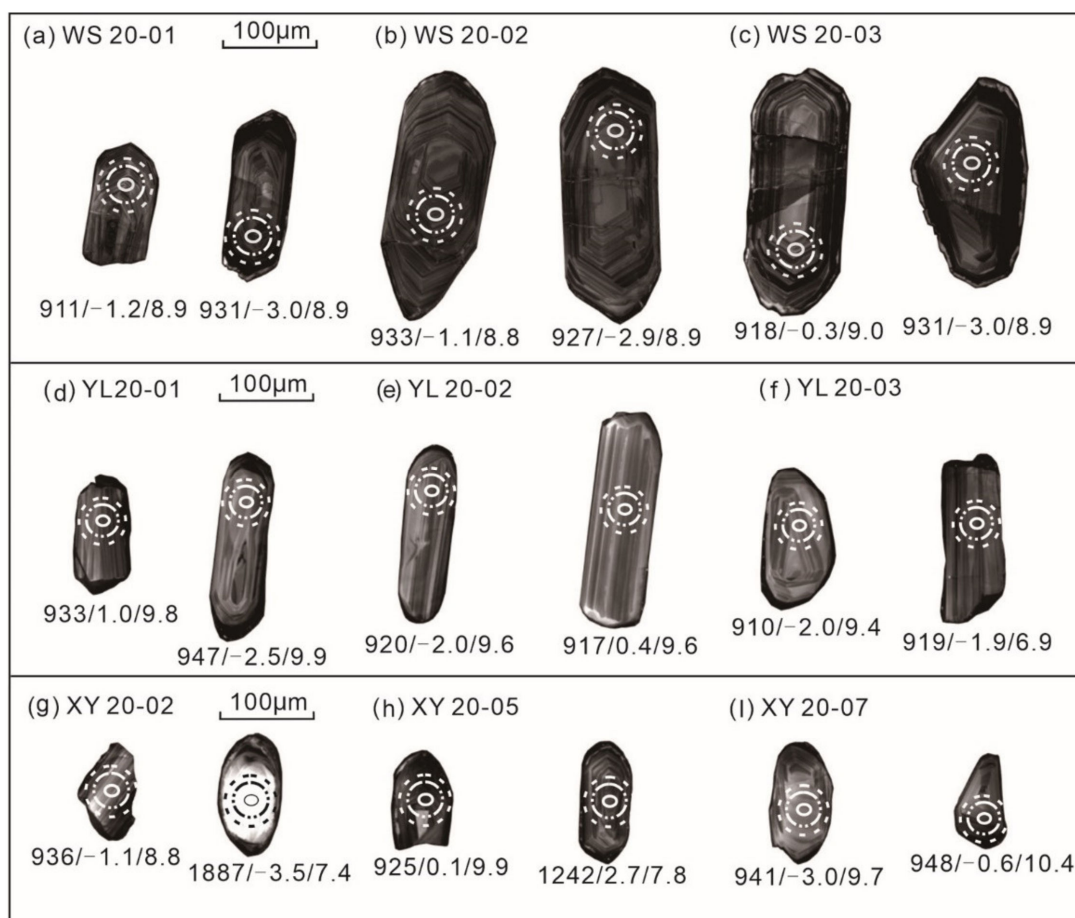 (a) WS 20-01
100μm
(b) WS 20-02
(c) WS 20-03
911/−1.2/8.9
931/−3.0/8.9
933/−1.1/8.8
927/−2.9/8.9
918/−0.3/9.0
931/−3.0/8.9
(d) YL20-01
100μm
(e) YL 20-02
(f) YL 20-03
933/1.0/9.8
947/−2.5/9.9
920/−2.0/9.6
917/0.4/9.6
910/−2.0/9.4
919/−1.9/6.9
(g) XY 20-02
100μm
(h) XY 20-05
(I) XY 20-07
936/−1.1/8.8
1887/−3.5/7.4
925/0.1/9.9
1242/2.7/7.8
941/−3.0/9.7
948/−0.6/10.4